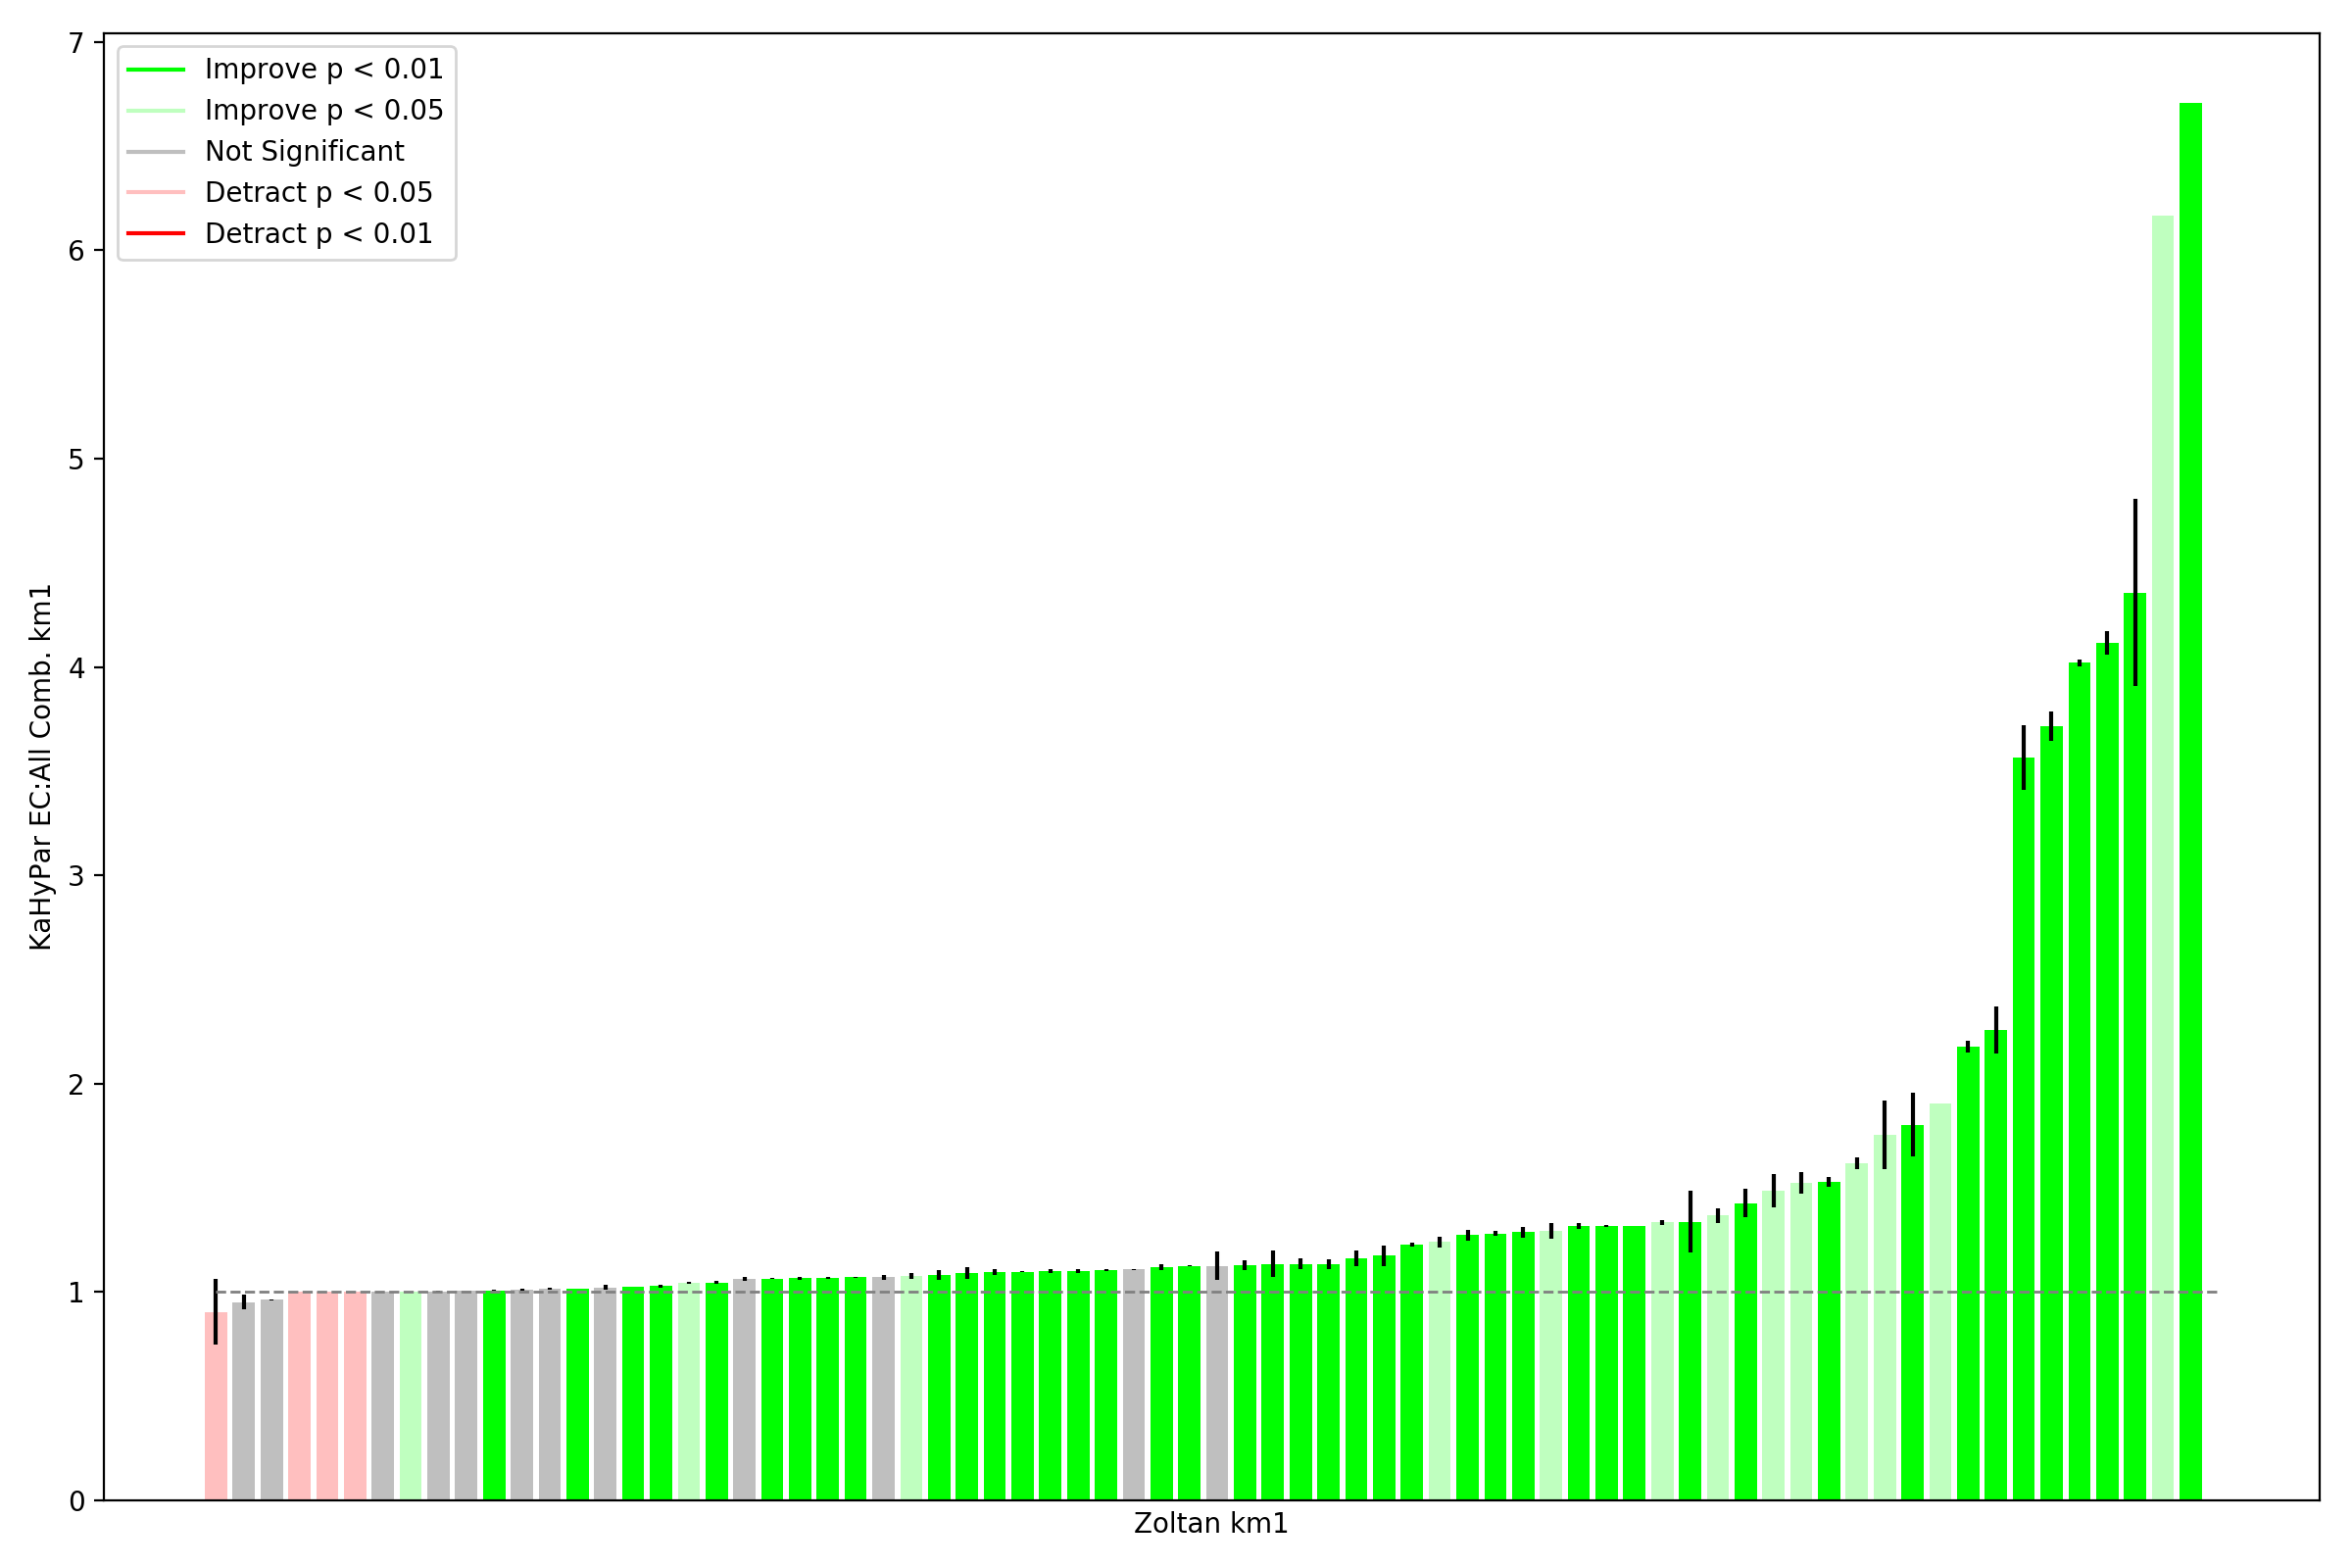 7
6
5
4
3
2
1
0
KaHyPar EC:All Comb. km1
Improve p < 0.01
Improve p < 0.05
Not Significant
Detract p < 0.05
Detract p < 0.01
Zoltan km1